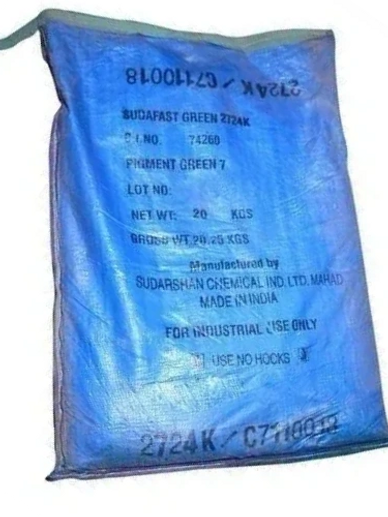 2724K / C7110018
SUDAFAST GREEN 2724K
C I NO. 74260
PIGMENT GREEN 7
LOT NO:
NET WT: 20 KGS
GROSS WT 20.25 KGS
Manufactured by
SUDARSHAN CHEMICAL IND. LTD. MAHAD
MADE IN INDIA
FOR INDUSTRIAL USE ONLY
USE NO HOCKS
2724K / C7110018